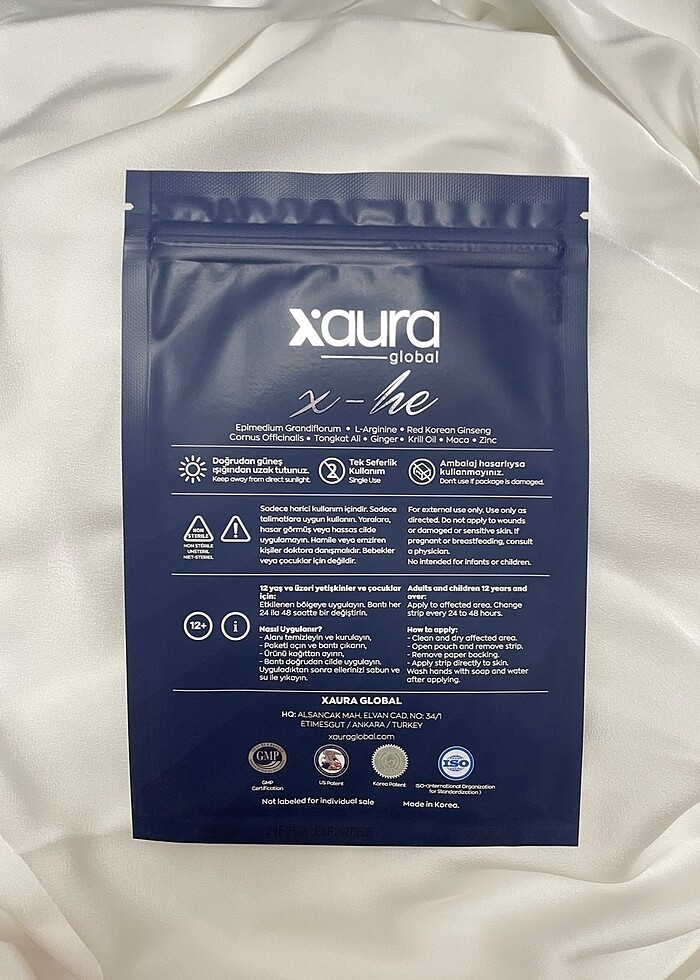 xaura
global
x-he
Epimedium Grandiflorum • L-Arginine • Red Korean Ginseng
Cornus Officinalis • Tongkat Ali • Ginger • Krill Oil • Maca • Zinc
Doğrudan güneş
ışığından uzak tutunuz.
Keep away from direct sunlight.
2
Tek Seferlik
Kullanım
Single Use
Ambalaj hasarlıysa
kullanmayınız.
Don't use if package is damaged.
NON
STERILE
NON STÉRILE
UNSTERIL
NIET-STERIEL
Sadece harici kullanım içindir. Sadece
talimatlara uygun kullanın. Yaralara,
hasar görmüş veya hassas cilde
uygulamayın. Hamile veya emziren
kişiler doktora danışmalıdır. Bebekler
veya çocuklar için değildir.
For external use only. Use only as
directed. Do not apply to wounds
or damaged or sensitive skin. If
pregnant or breastfeeding, consult
a physician.
No intended for infants or children.
12+
i
12 yaş ve üzeri yetişkinler ve çocuklar
için:
Etkilenen bölgeye uygulayın. Bantı her
24 ila 48 saatte bir değiştirin.
Nasıl Uygulanır?
- Alanı temizleyin ve kurulayın,
- Paketi açın ve bantı çıkarın,
- Ürünü kağıttan ayırın,
- Bantı doğrudan cilde uygulayın.
Uyguladıktan sonra ellerinizi sabun ve
su ile yıkayın.
Adults and children 12 years and
over:
Apply to affected area. Change
strip every 24 to 48 hours.
How to apply:
- Clean and dry affected area.
- Open pouch and remove strip.
- Remove paper backing.
- Apply strip directly to skin.
Wash hands with soap and water
after applying.
XAURA GLOBAL
HQ: ALSANCAK MAH. ELVAN CAD. NO: 34/1
ETIMESGUT / ANKARA / TURKEY
xauraglobal.com
GMP
ISO
GMP
Certification
US Patent
Korea Patent
ISO-(International Organization
for Standardization)
Not labeled for individual sale
Made in Korea.